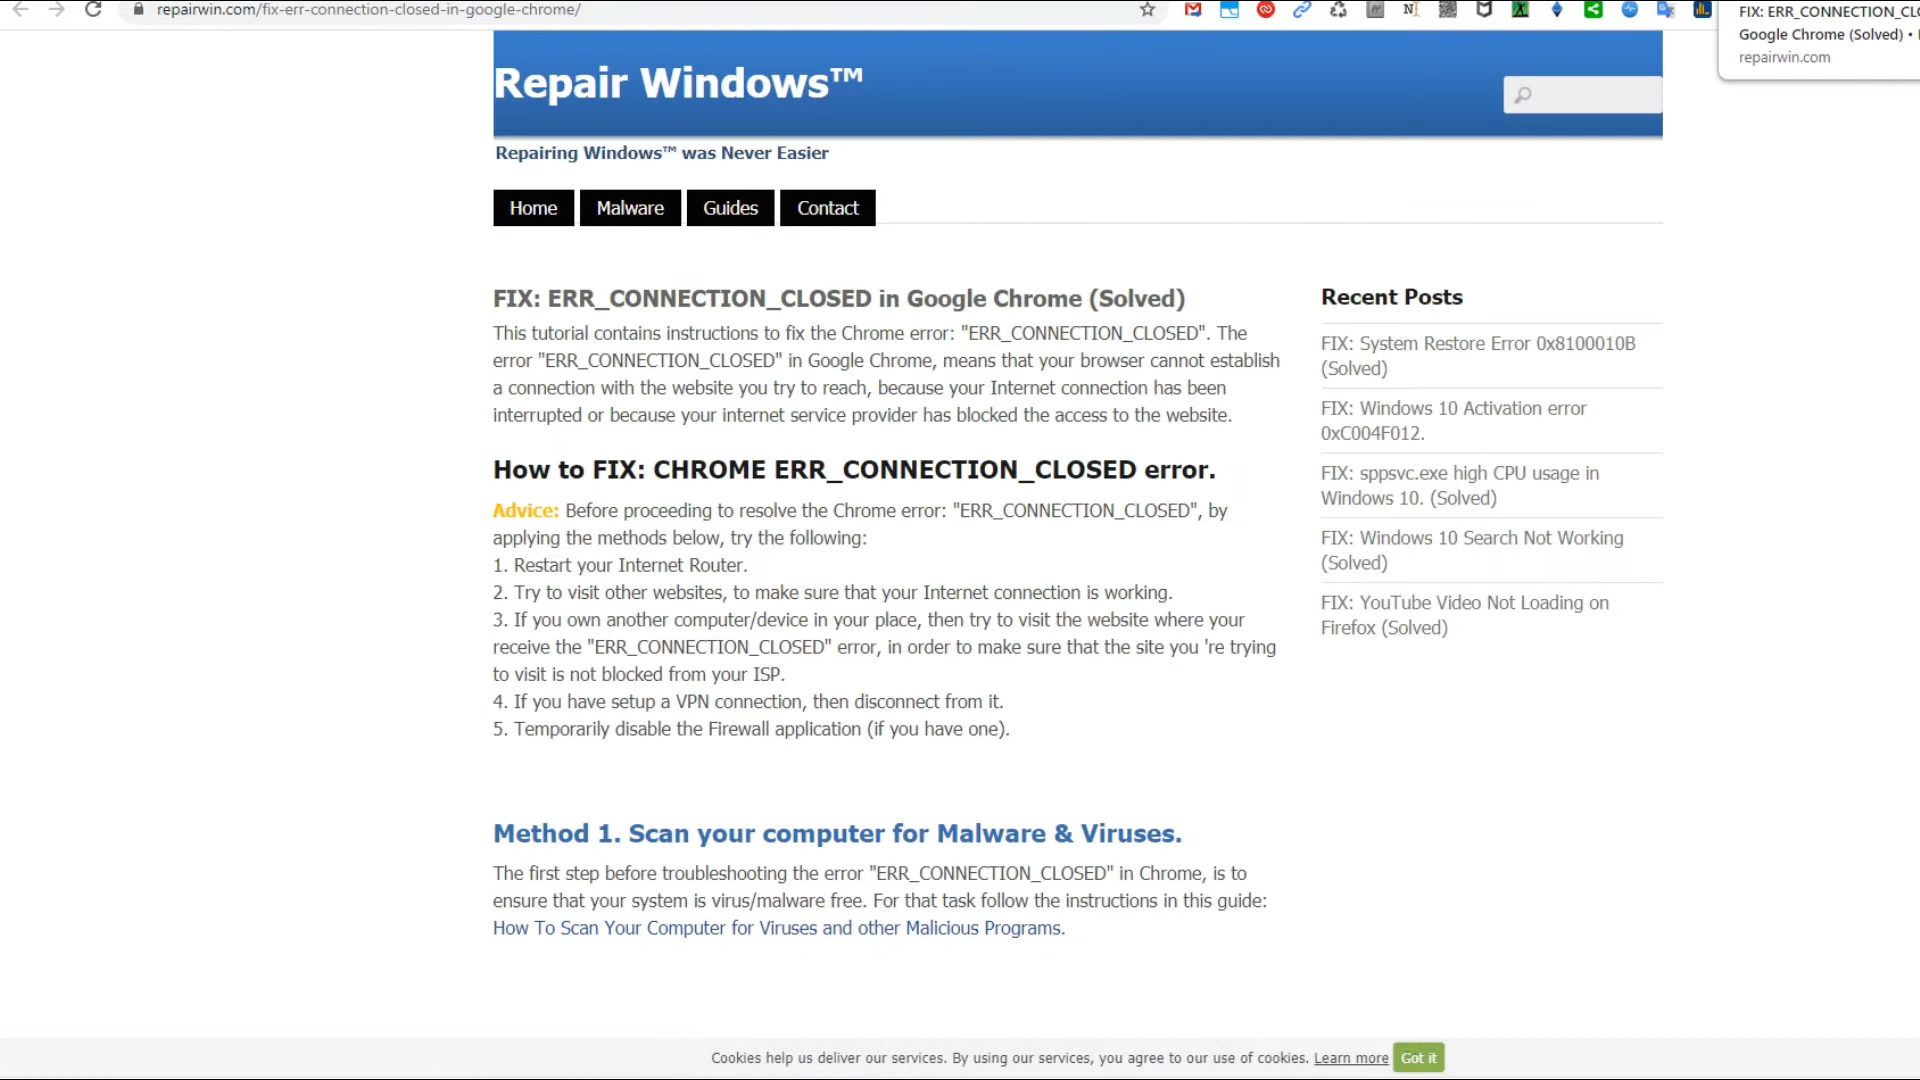 repairwin.com/fix-err-connection-closed-in-google-chrome/
FIX: ERR_CONNECTION_CL
Google Chrome (Solved) •
repairwin.com
Repair Windows™
Repairing Windows™ was Never Easier
Home
Malware
Guides
Contact
FIX: ERR_CONNECTION_CLOSED in Google Chrome (Solved)
This tutorial contains instructions to fix the Chrome error: "ERR_CONNECTION_CLOSED". The
error "ERR_CONNECTION_CLOSED" in Google Chrome, means that your browser cannot establish
a connection with the website you try to reach, because your Internet connection has been
interrupted or because your internet service provider has blocked the access to the website.
How to FIX: CHROME ERR_CONNECTION_CLOSED error.
Advice: Before proceeding to resolve the Chrome error: "ERR_CONNECTION_CLOSED", by
applying the methods below, try the following:
1. Restart your Internet Router.
2. Try to visit other websites, to make sure that your Internet connection is working.
3. If you own another computer/device in your place, then try to visit the website where your
receive the "ERR_CONNECTION_CLOSED" error, in order to make sure that the site you 're trying
to visit is not blocked from your ISP.
4. If you have setup a VPN connection, then disconnect from it.
5. Temporarily disable the Firewall application (if you have one).
Method 1. Scan your computer for Malware & Viruses.
The first step before troubleshooting the error "ERR_CONNECTION_CLOSED" in Chrome, is to
ensure that your system is virus/malware free. For that task follow the instructions in this guide:
How To Scan Your Computer for Viruses and other Malicious Programs.
Recent Posts
FIX: System Restore Error 0x8100010B
(Solved)
FIX: Windows 10 Activation error
0xC004F012.
FIX: sppsvc.exe high CPU usage in
Windows 10. (Solved)
FIX: Windows 10 Search Not Working
(Solved)
FIX: YouTube Video Not Loading on
Firefox (Solved)
Cookies help us deliver our services. By using our services, you agree to our use of cookies. Learn more Got it